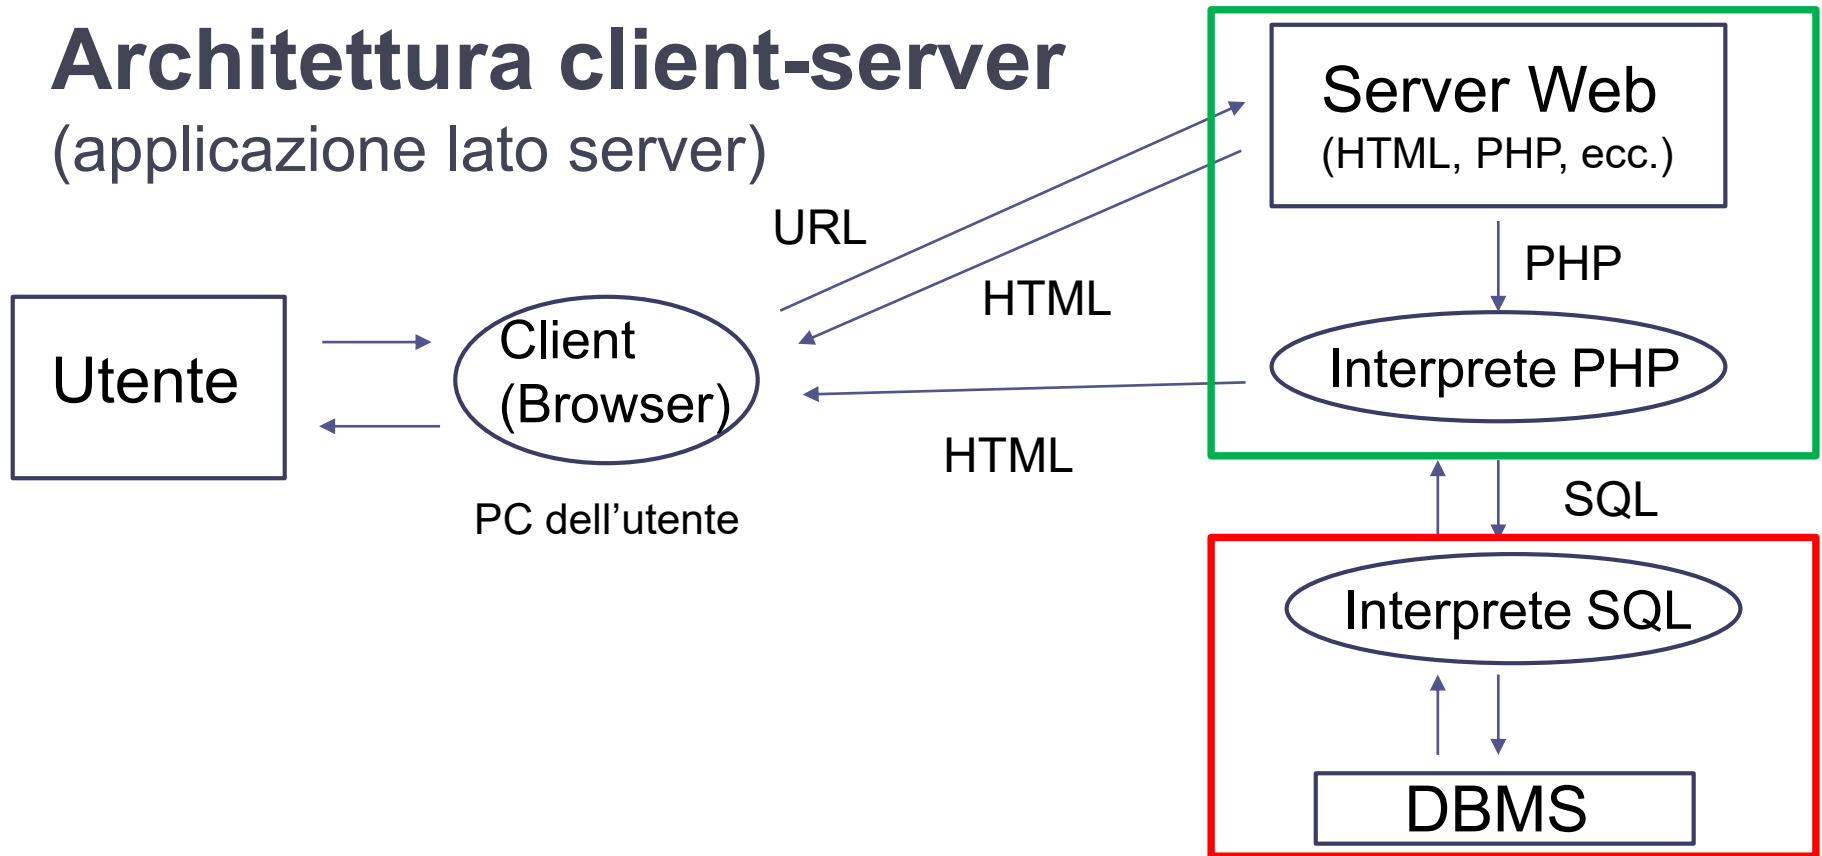 Architettura client-server
(applicazione lato server)
Server Web
(HTML, PHP, ecc.)
URL
PHP
HTML
Utente
Client
(Browser)
Interprete PHP
HTML
PC dell’utente
SQL
Interprete SQL
DBMS